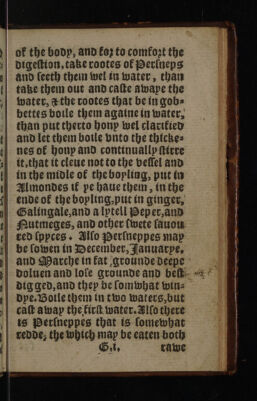 of the body, and for to comfort the
digestion, take rootes of Persneps
and seeth them wel in water, than
take them out and caste awaye the
water, & the rootes that be in gob-
bettes boile them againe in water,
than put therto hony wel clarified
and let them boile vnto the thicke-
nes of hony and continually stirre
it, that it cleue not to the vessel and
in the midle of the boyling, put in
Almondes if ye haue them, in the
ende of the boyling, put in ginger,
Galingale, and a lytell Peper, and
Nutmeges, and other swete sauou
red spyces. Also Persneppes may
be sowen in December, Januarye,
and Marche in fat grounde deepe
doluen and lose grounde and best
digged, and they be somwhat win-
dye. Boile them in two waters, but
cast away the first water. Also there
is Persneppes that is somewhat
redde, the which may be eaten both
G.i. rawe